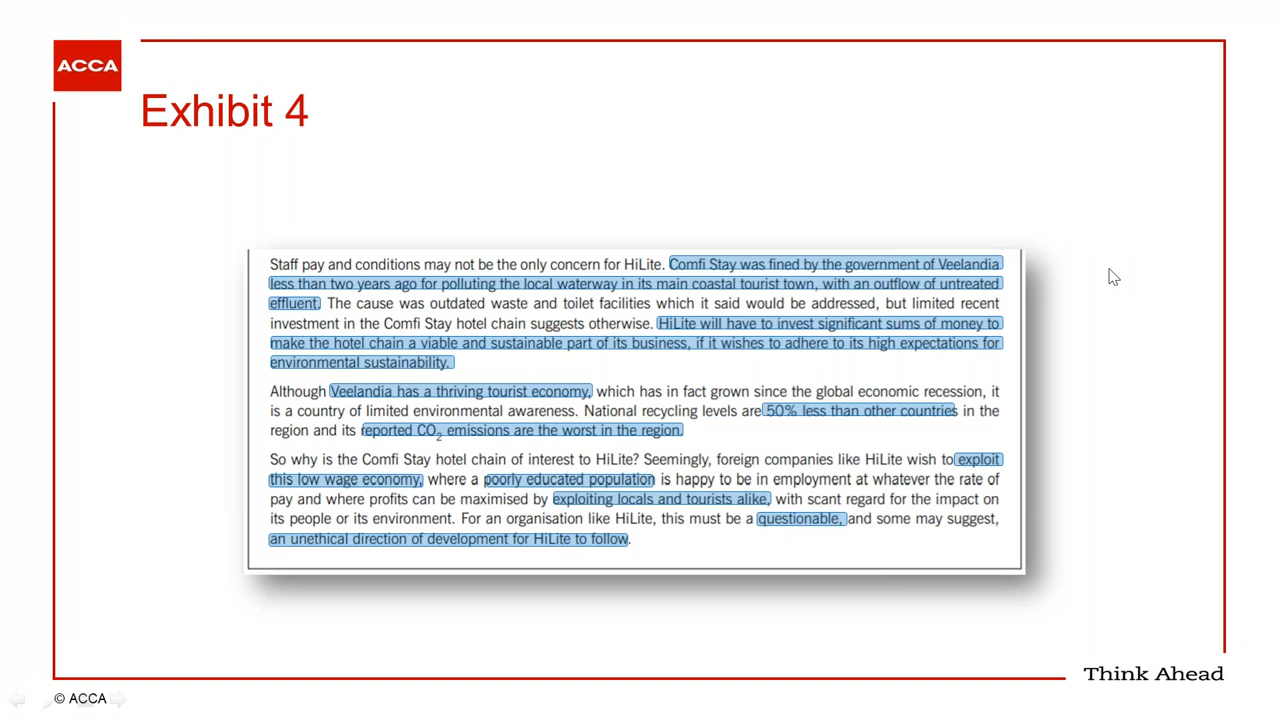 ACCA
Exhibit 4
Staff pay and conditions may not be the only concern for HiLite. Comfi Stay was fined by the government of Veelandia
less than two years ago for polluting the local waterway in its main coastal tourist town, with an outflow of untreated
effluent. The cause was outdated waste and toilet facilities which it said would be addressed, but limited recent
investment in the Comfi Stay hotel chain suggests otherwise. HiLite will have to invest significant sums of money to
make the hotel chain a viable and sustainable part of its business, if it wishes to adhere to its high expectations for
environmental sustainability.
Although Veelandia has a thriving tourist economy, which has in fact grown since the global economic recession, it
is a country of limited environmental awareness. National recycling levels are 50% less than other countries in the
region and its reported CO₂ emissions are the worst in the region.
So why is the Comfi Stay hotel chain of interest to HiLite? Seemingly, foreign companies like HiLite wish to exploit
this low wage economy, where a poorly educated population is happy to be in employment at whatever the rate of
pay and where profits can be maximised by exploiting locals and tourists alike, with scant regard for the impact on
its people or its environment. For an organisation like HiLite, this must be a questionable, and some may suggest,
an unethical direction of development for HiLite to follow.
Think Ahead
© ACCA